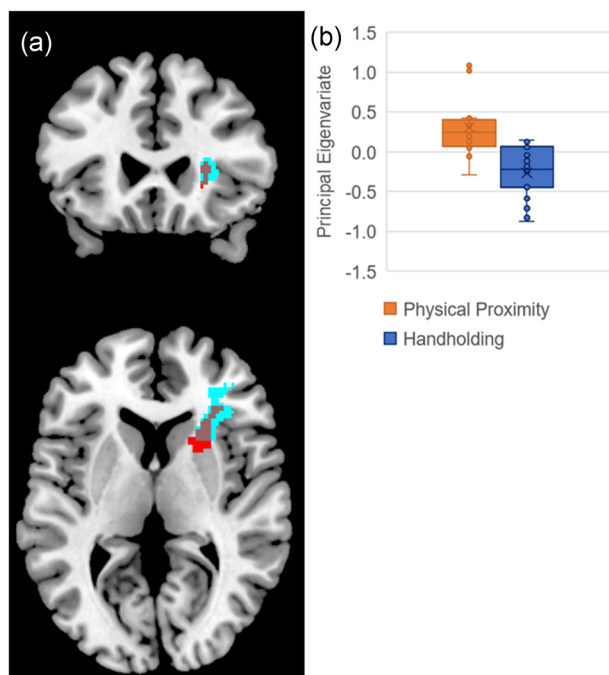 (a)
(b)
Principal Eigenvariate
1.5
1.0
0.5
0.0
-0.5
-1.0
-1.5
Physical Proximity
Handholding